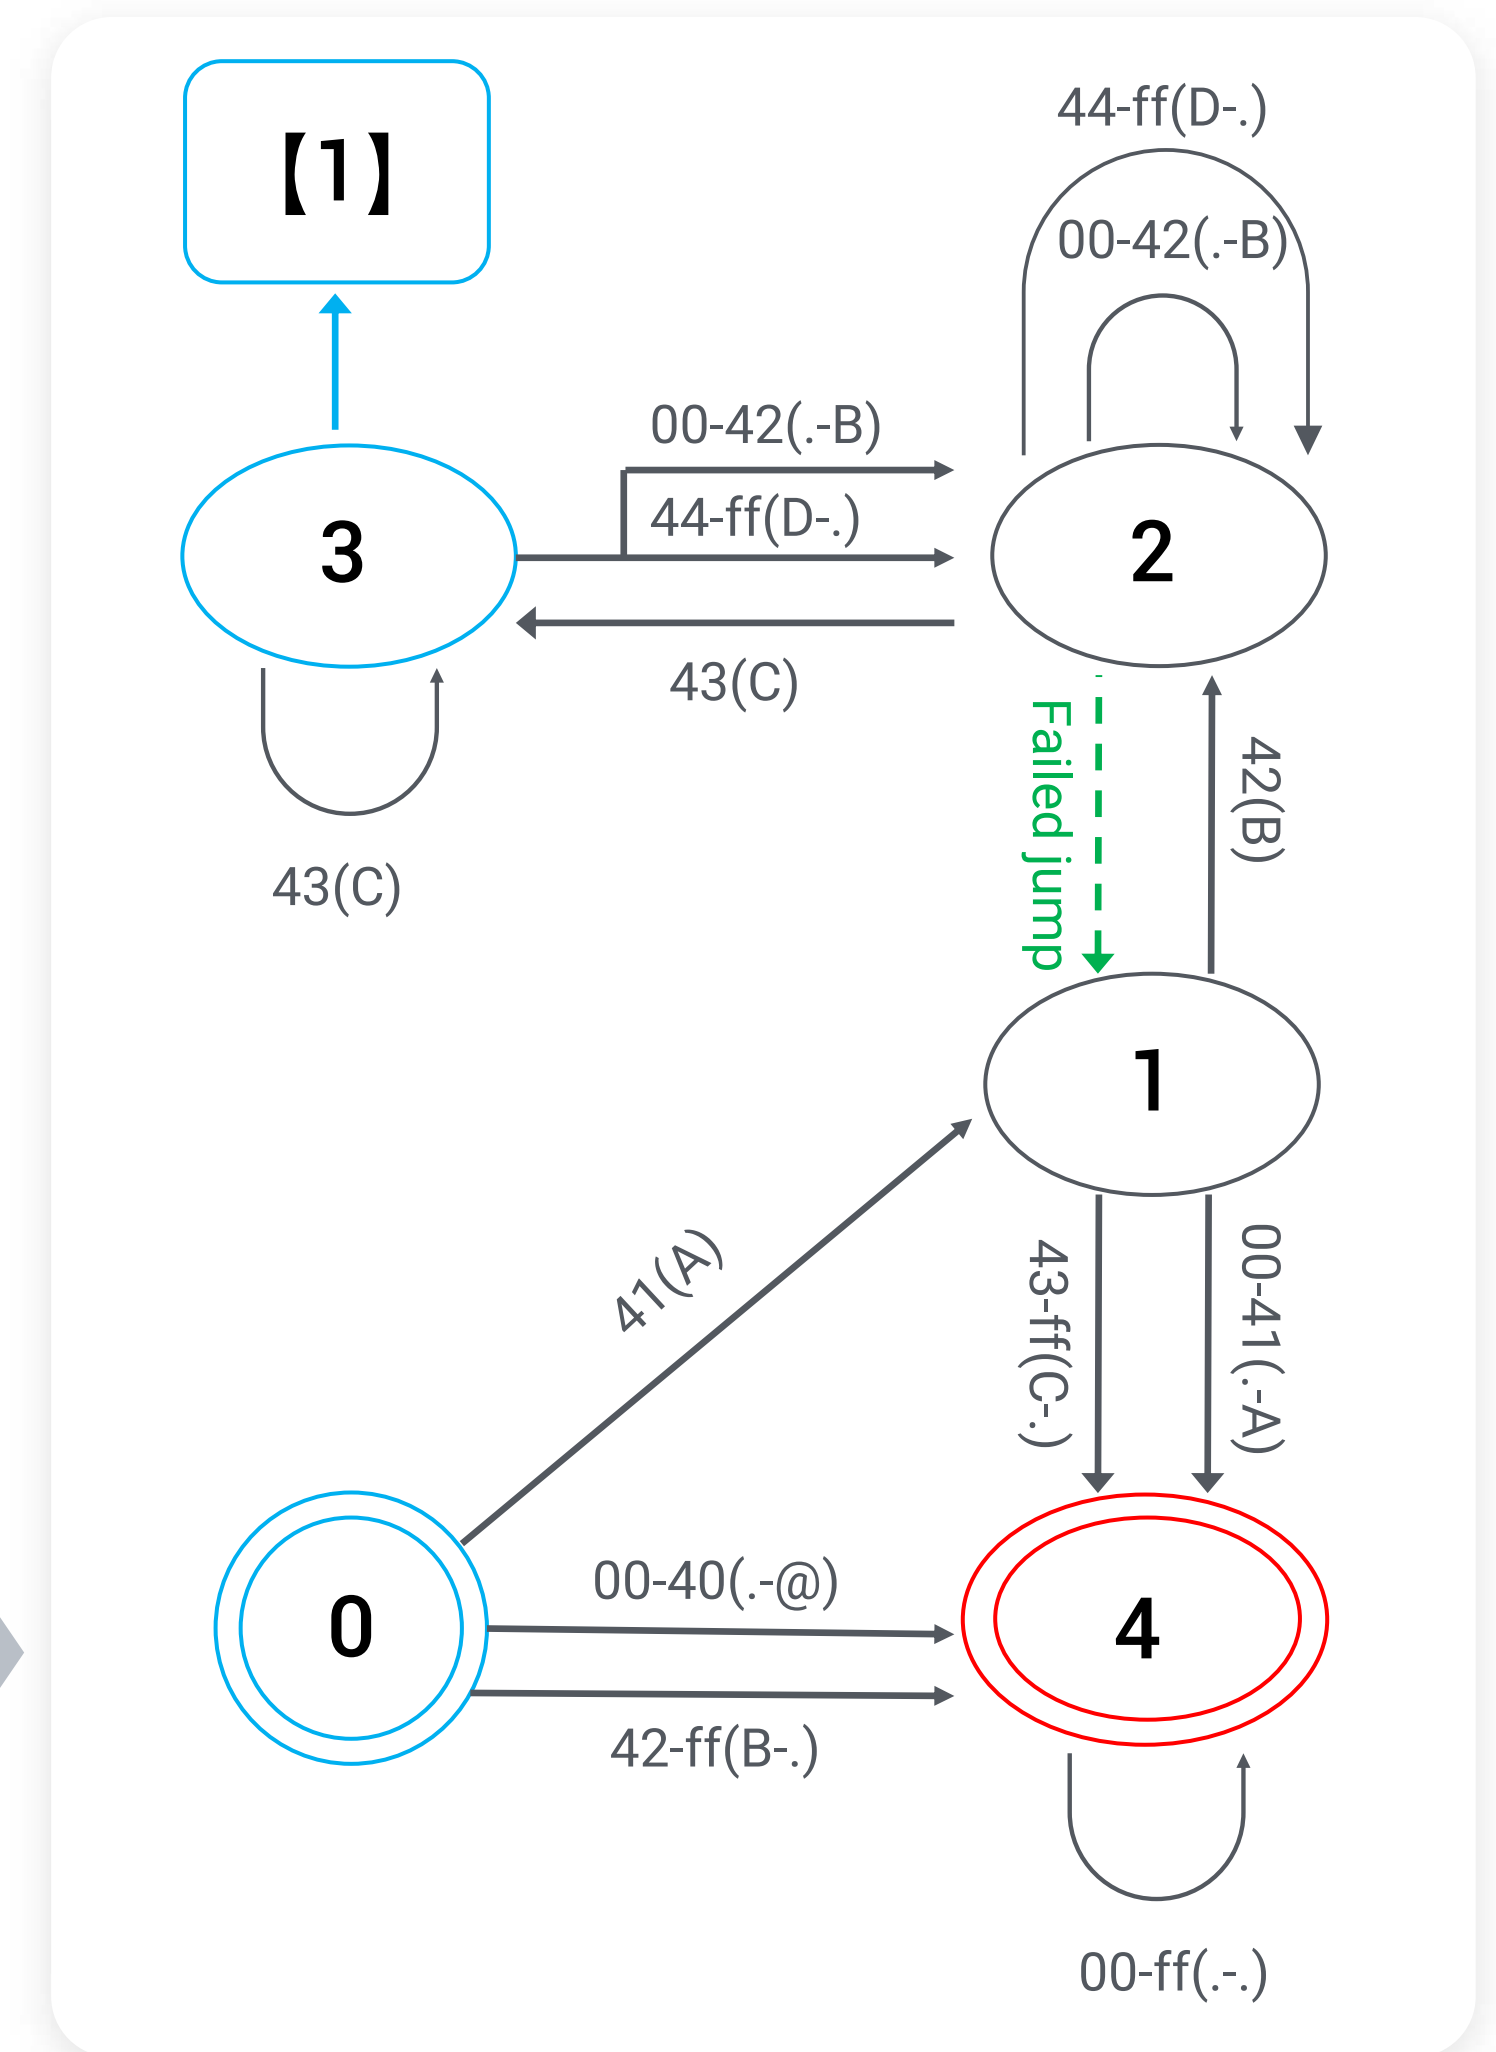 【1】
44-ff(D-.)
00-42(.-B)
00-42(.-B)
44-ff(D-.)
3
2
43(C)
Failed jump
42(B)
43(C)
1
41(A)
43-ff(C-.)
00-41(.-A)
00-40(.-@)
0
4
42-ff(B-.)
00-ff(.-.)